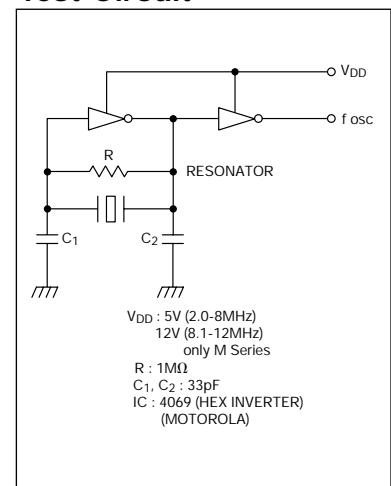 Test Circuit
VDD
f osc
R
RESONATOR
C1
C2
VDD : 5V (2.0-8MHz)
12V (8.1-12MHz)
only M Series
R : 1MΩ
C1, C2 : 33pF
IC : 4069 (HEX INVERTER)
(MOTOROLA)